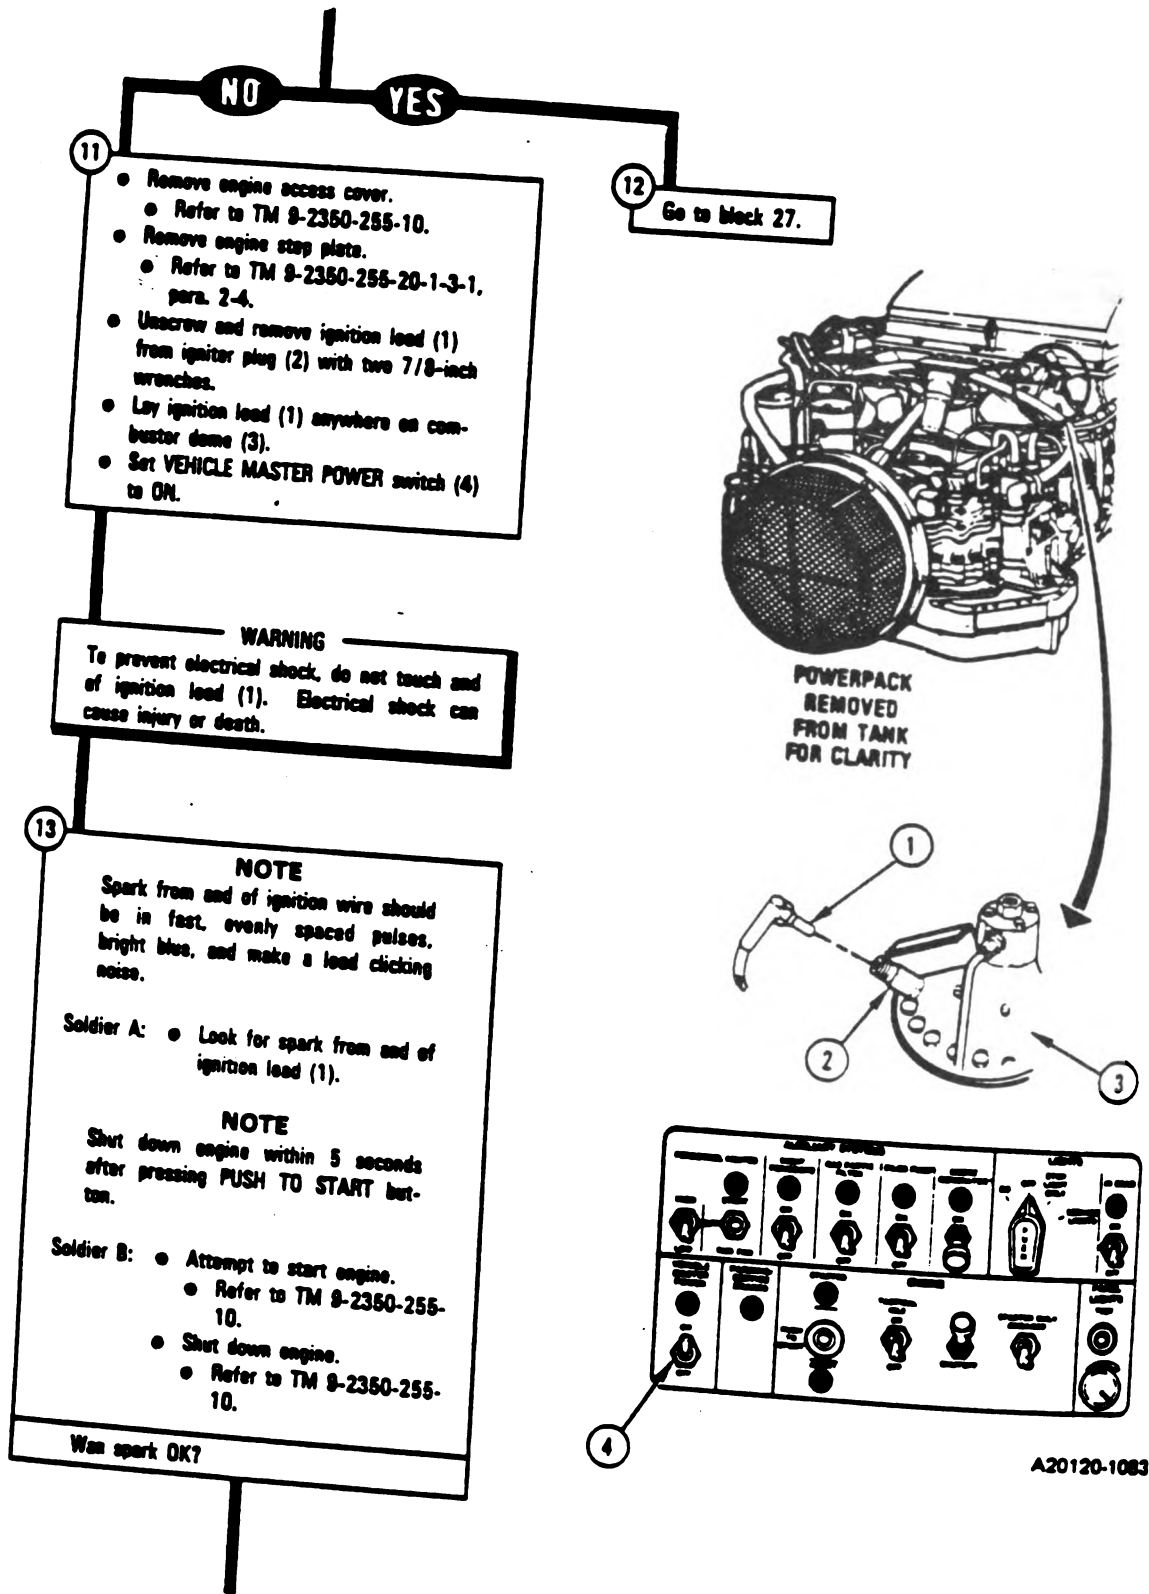 NO
YES
11
• Remove engine access cover.
• Refer to TM 9-2350-255-10.
• Remove engine stop plate.
• Refer to TM 9-2350-255-20-1-3-1,
para. 2-4.
• Unscrew and remove ignition lead (1)
from igniter plug (2) with two 7/8-inch
wrenches.
• Lay ignition lead (1) anywhere on com-
bustor dome (3).
• Set VEHICLE MASTER POWER switch (4)
to ON.
12
Go to block 27.
WARNING
To prevent electrical shock, do not touch end
of ignition lead (1). Electrical shock can
cause injury or death.
POWERPACK
REMOVED
FROM TANK
FOR CLARITY
13
NOTE
Spark from end of ignition wire should
be in fast, evenly spaced pulses,
bright blue, and make a loud clicking
noise.
Soldier A: • Look for spark from end of
ignition lead (1).
NOTE
Shut down engine within 5 seconds
after pressing PUSH TO START but-
ton.
Soldier B: • Attempt to start engine.
• Refer to TM 9-2350-255-
10.
• Shut down engine.
• Refer to TM 9-2350-255-
10.
Was spark OK?
1
2
3
AUXILIARY SYSTEMS
LIGHTS
4
A20120-1083